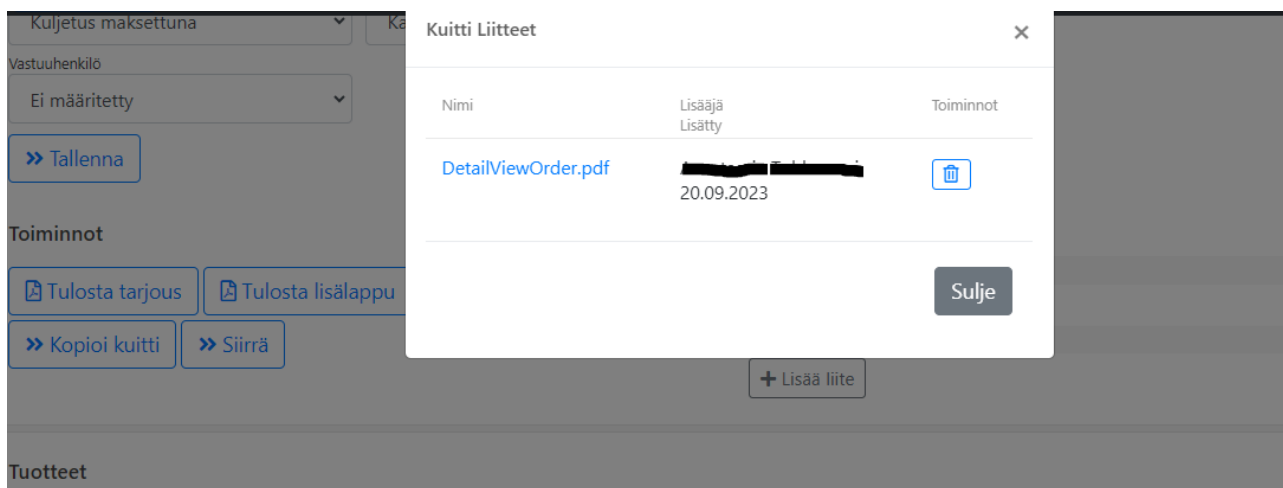 Kuljetus maksettuna
Ka
Kuitti Liitteet
×
Vastuuhenkilö
Ei määritetty
Tallenna
Nimi
Lisääjä
Lisätty
Toiminnot
DetailViewOrder.pdf
20.09.2023
Toiminnot
Tulosta tarjous
Tulosta lisälappu
Sulje
Kopioi kuitti
Siirrä
Lisää liite
Tuotteet